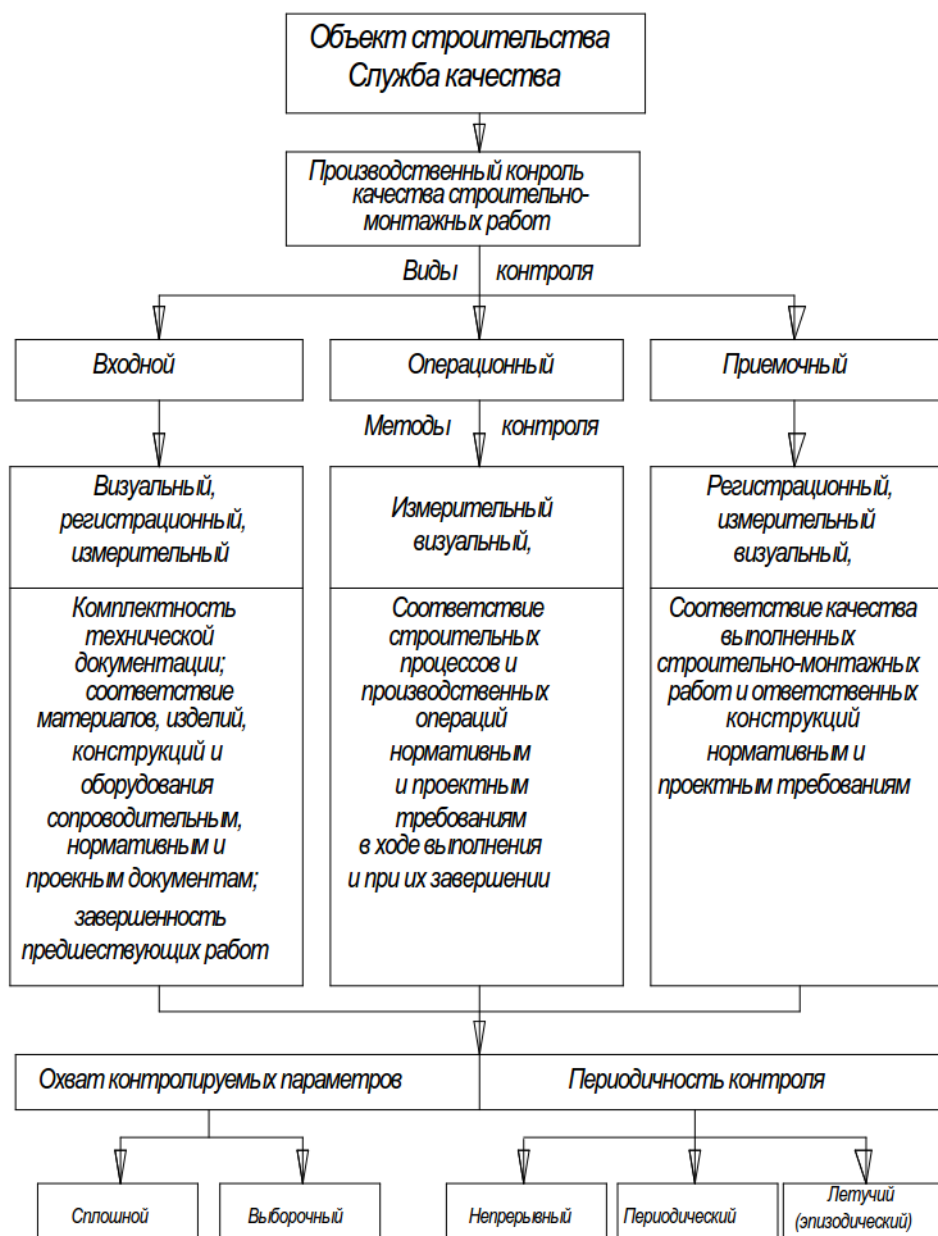 Объект строительства
Служба качества
Производственный конроль
качества строительно-
монтажных работ
Виды контроля
Входной
Операционный
Приемочный
Методы контроля
Визуальный,
регистрационный,
измерительный
Измерительный
визуальный,
Регистрационный,
измерительный
визуальный,
Комплектность
технической
документации;
соответствие
материалов, изделий,
конструкций и
оборудования
сопроводительным,
нормативным и
проекным документам;
завершенность
предшествующих работ
Соответствие
строительных
процессов и
производственных
операций
нормативным
и проектным
требованиям
в ходе выполнения
и при их завершении
Соответствие качества
выполненных
строительно-монтажных
работ и ответственных
конструкций
нормативным и
проектным требованиям
Охват контролируемых параметров
Периодичность контроля
Сплошной
Выборочный
Непрерывный
Периодический
Летучий
(эпизодический)